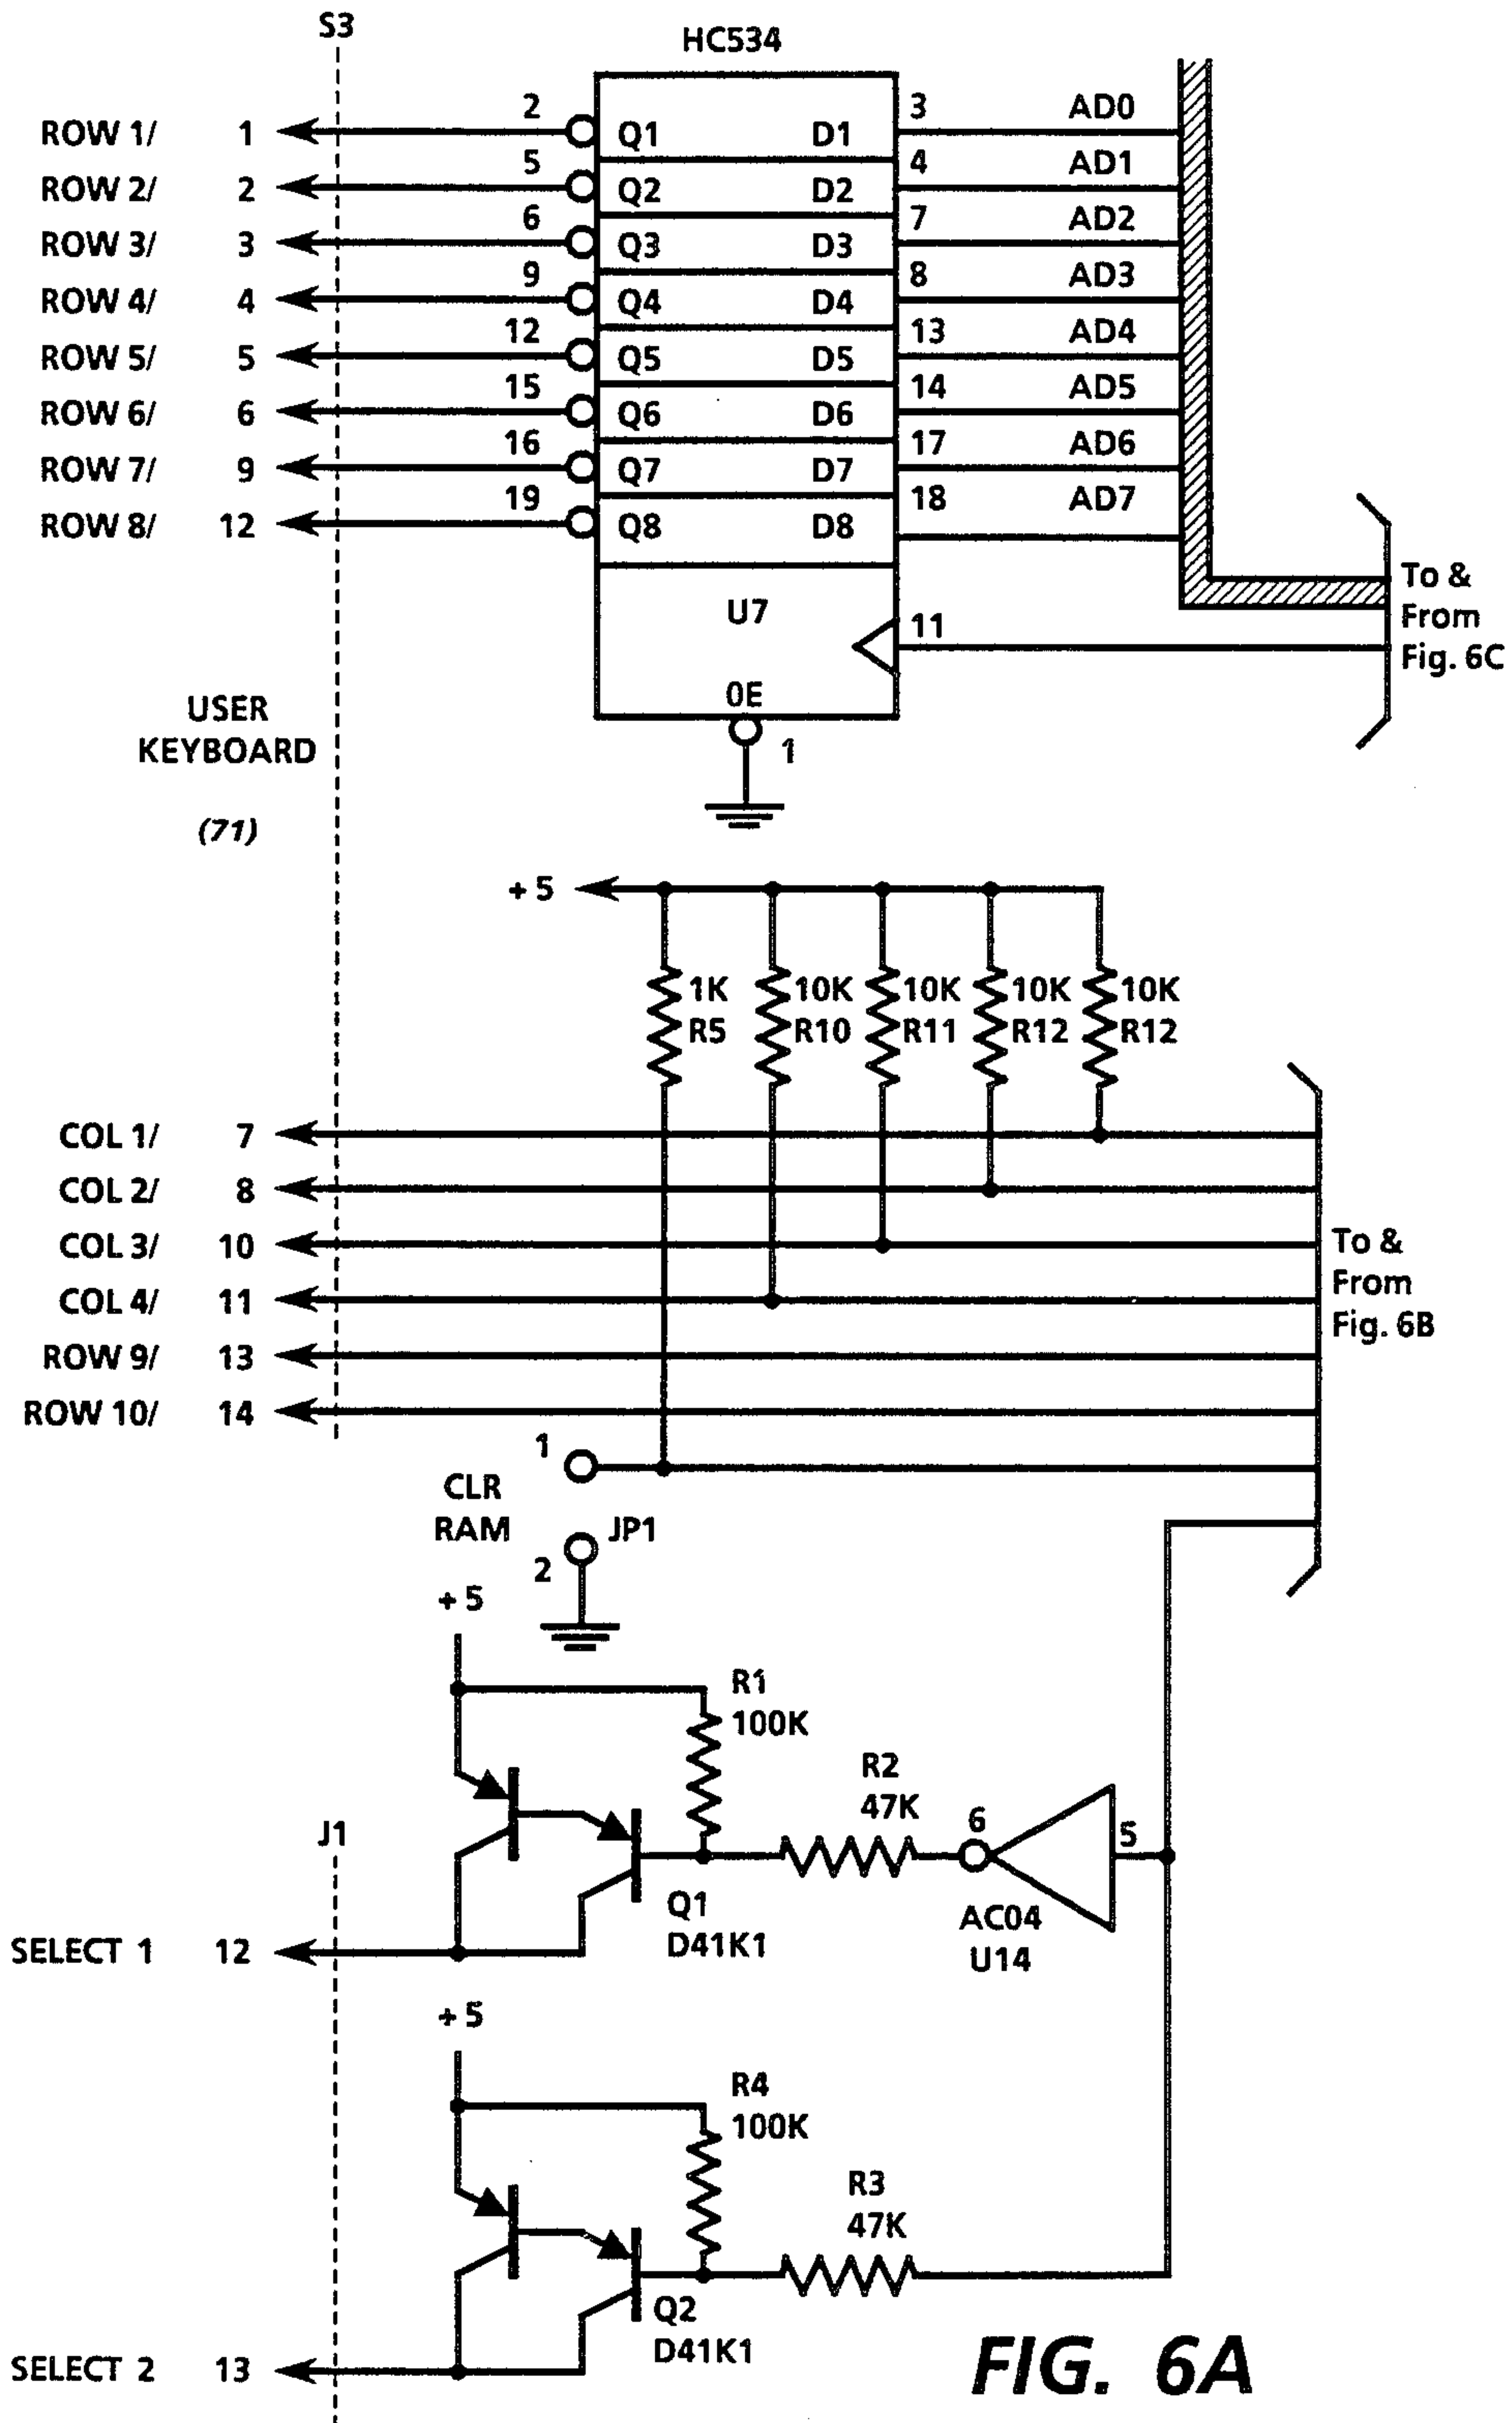 S3
HC534
ROW 1/ 1 2 Q1 D1 3 AD0
ROW 2/ 2 5 Q2 D2 4 AD1
ROW 3/ 3 6 Q3 D3 7 AD2
ROW 4/ 4 9 Q4 D4 8 AD3
ROW 5/ 5 12 Q5 D5 13 AD4
ROW 6/ 6 15 Q6 D6 14 AD5
ROW 7/ 9 16 Q7 D7 17 AD6
ROW 8/ 12 19 Q8 D8 18 AD7
To &
From
Fig. 6C
U7
11
OE
1
USER
KEYBOARD
(71)
+ 5
1K 10K 10K 10K 10K
R5 R10 R11 R12 R12
COL 1/ 7
COL 2/ 8
COL 3/ 10
COL 4/ 11
ROW 9/ 13
ROW 10/ 14
To &
From
Fig. 6B
1
CLR
RAM
JP1
2
+ 5
R1
100K
R2
47K
6
5
J1
Q1
D41K1
AC04
U14
SELECT 1 12
+ 5
R4
100K
R3
47K
Q2
D41K1
SELECT 2 13
FIG. 6A